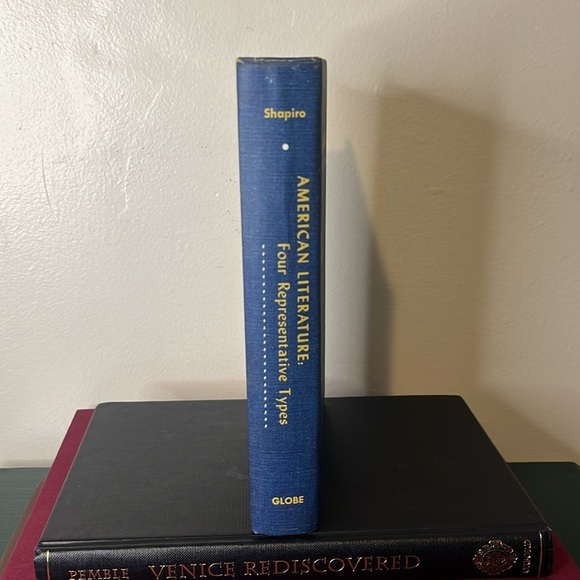 Shapiro
AMERICAN LITERATURE:
Four Representative Types
GLOBE
PEMBLE VENICE REDISCOVERED